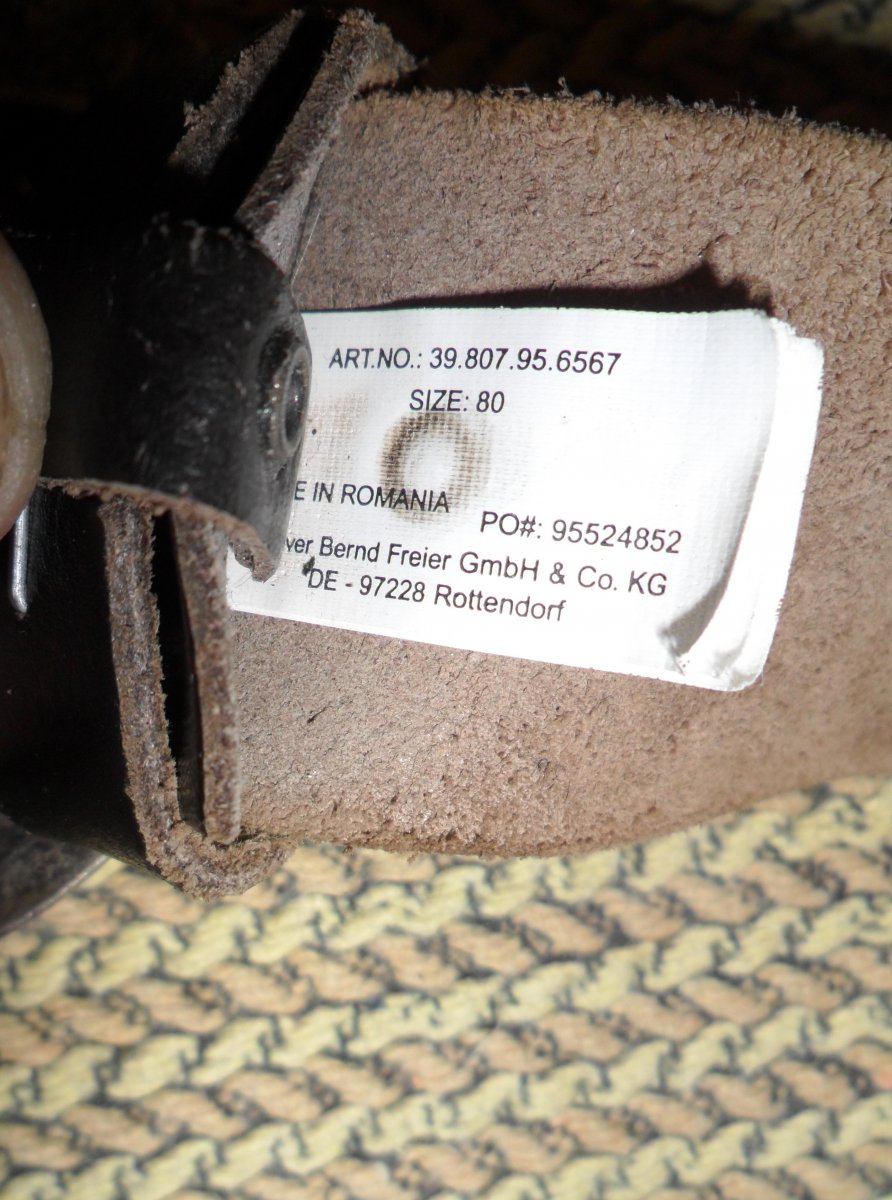 ART.NO.: 39.807.95.6567
SIZE: 80
E IN ROMANIA
PO#: 95524852
ver Bernd Freier GmbH & Co. KG
DE - 97228 Rottendorf